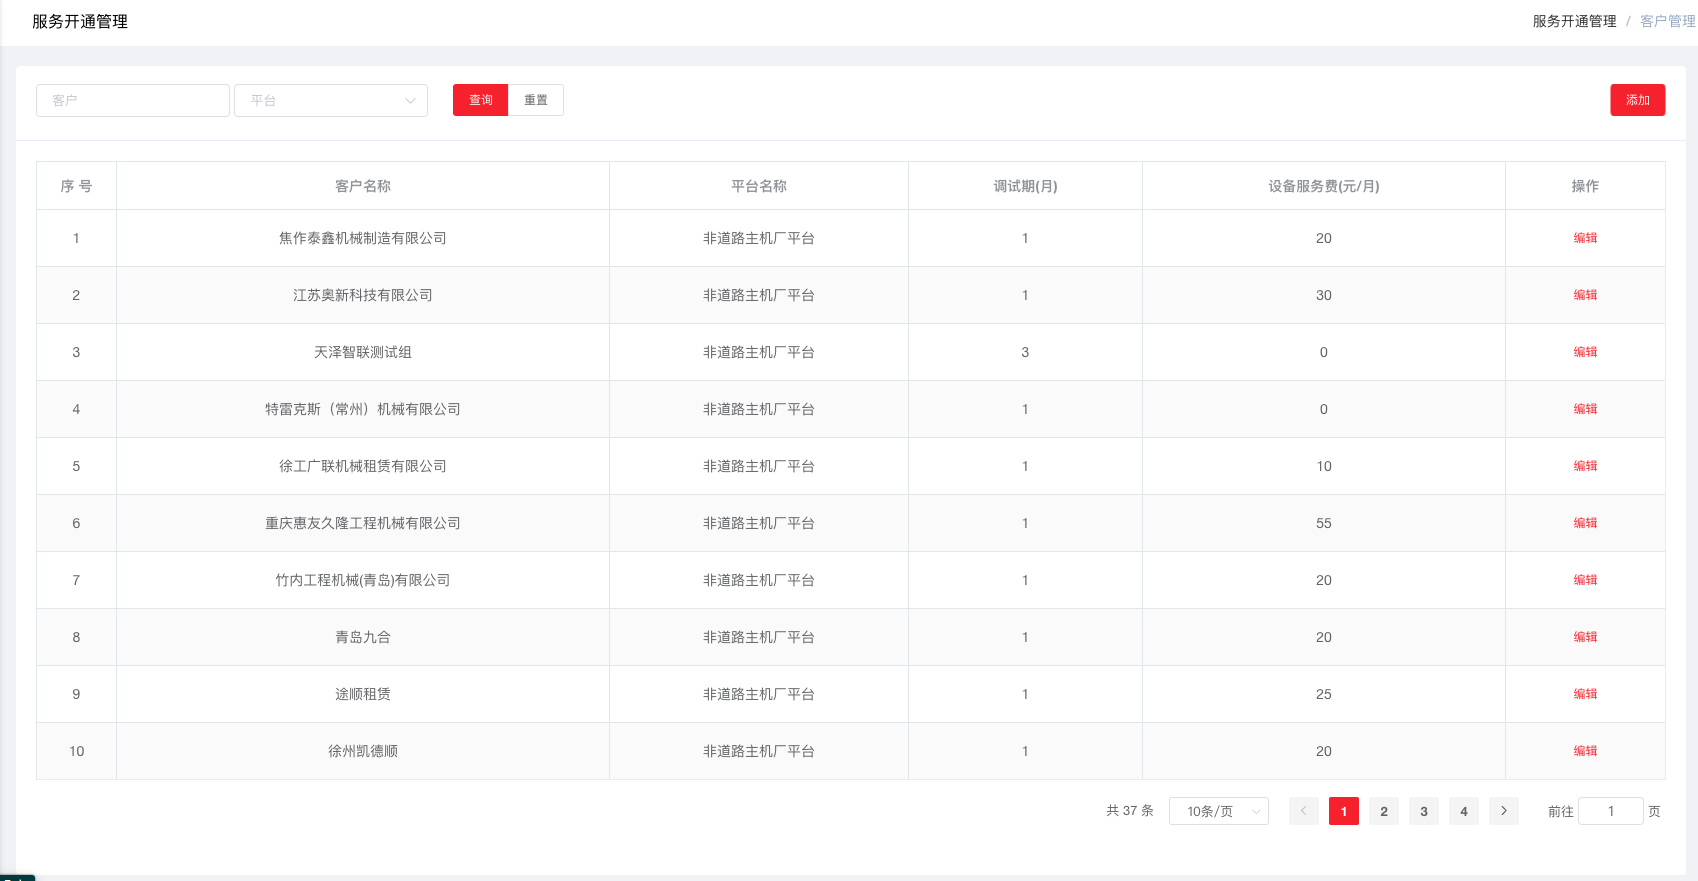 服务开通管理
服务开通管理 / 客户管理
客户 平台 查询 重置 添加
序 号 客户名称 平台名称 调试期(月) 设备服务费(元/月) 操作
1 焦作泰鑫机械制造有限公司 非道路主机厂平台 1 20 编辑
2 江苏奥新科技有限公司 非道路主机厂平台 1 30 编辑
3 天泽智联测试组 非道路主机厂平台 3 0 编辑
4 特雷克斯（常州）机械有限公司 非道路主机厂平台 1 0 编辑
5 徐工广联机械租赁有限公司 非道路主机厂平台 1 10 编辑
6 重庆惠友久隆工程机械有限公司 非道路主机厂平台 1 55 编辑
7 竹内工程机械(青岛)有限公司 非道路主机厂平台 1 20 编辑
8 青岛九合 非道路主机厂平台 1 20 编辑
9 途顺租赁 非道路主机厂平台 1 25 编辑
10 徐州凯德顺 非道路主机厂平台 1 20 编辑
共 37 条 10条/页 1 2 3 4 前往 1 页